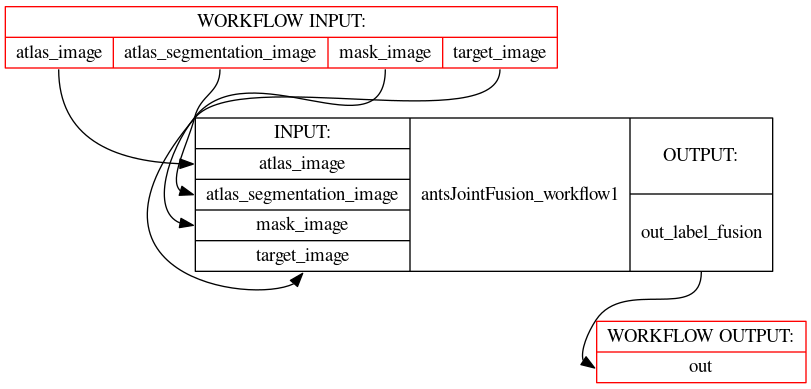 WORKFLOW INPUT:
atlas_image atlas_segmentation_image mask_image target_image
INPUT:
atlas_image
atlas_segmentation_image
mask_image
target_image
antsJointFusion_workflow1
OUTPUT:
out_label_fusion
WORKFLOW OUTPUT:
out